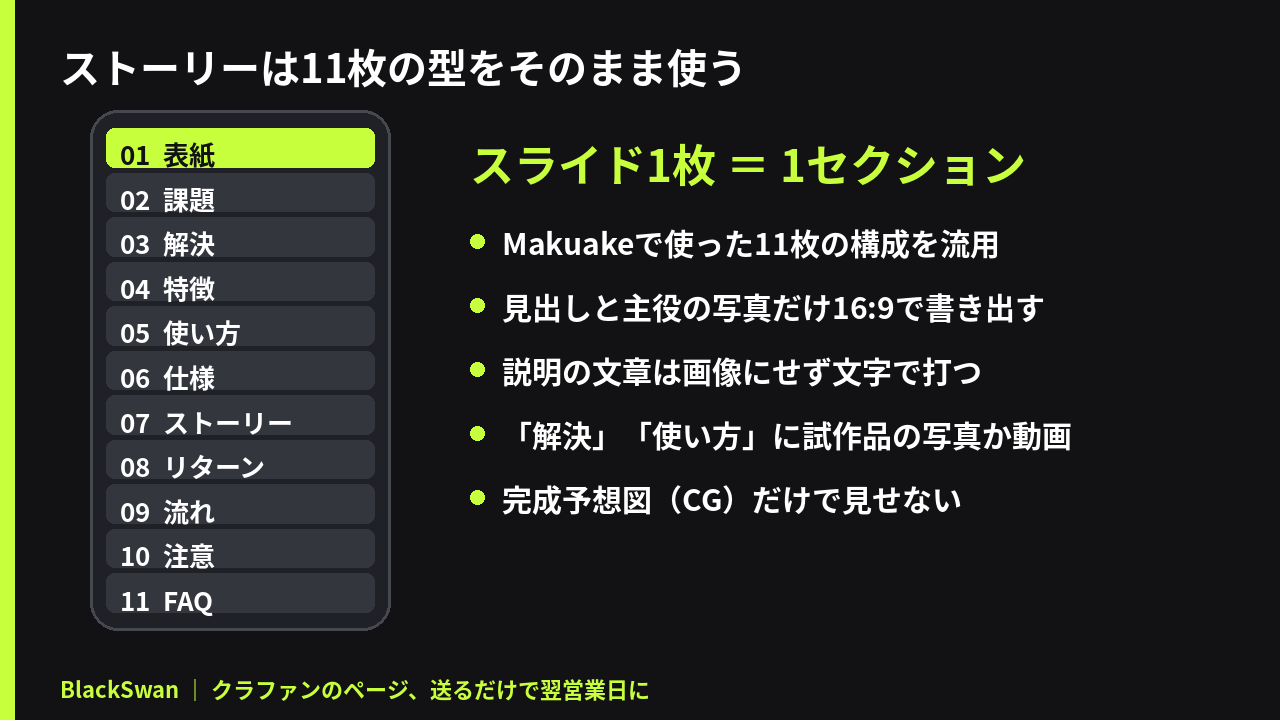 ストーリーは11枚の型をそのまま使う
01 表紙
02 課題
03 解決
04 特徴
05 使い方
06 仕様
07 ストーリー
08 リターン
09 流れ
10 注意
11 FAQ
スライド1枚 ＝ 1セクション
Makuakeで使った11枚の構成を流用
見出しと主役の写真だけ16:9で書き出す
説明の文章は画像にせず文字で打つ
「解決」「使い方」に試作品の写真か動画
完成予想図（CG）だけで見せない
BlackSwan｜クラファンのページ、送るだけで翌営業日に